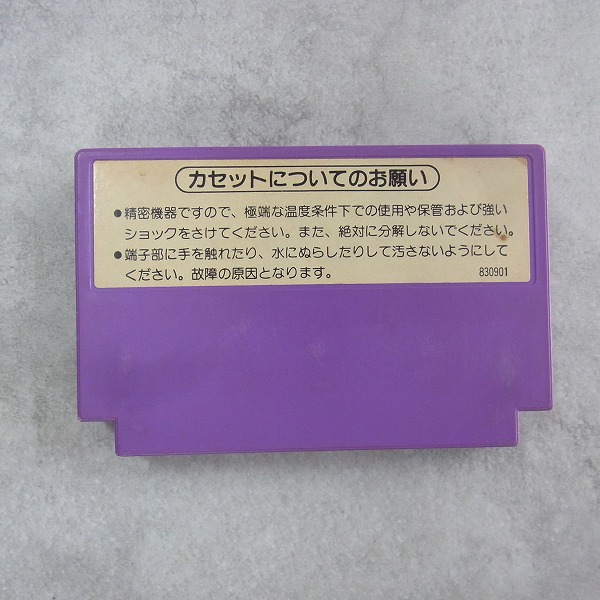 カセットについてのお願い
●精密機器ですので、極端な温度条件下での使用や保管および強い
ショックをさけてください。また、絶対に分解しないでください。
●端子部に手を触れたり、水にぬらしたりして汚さないようにして
ください。故障の原因となります。
830901